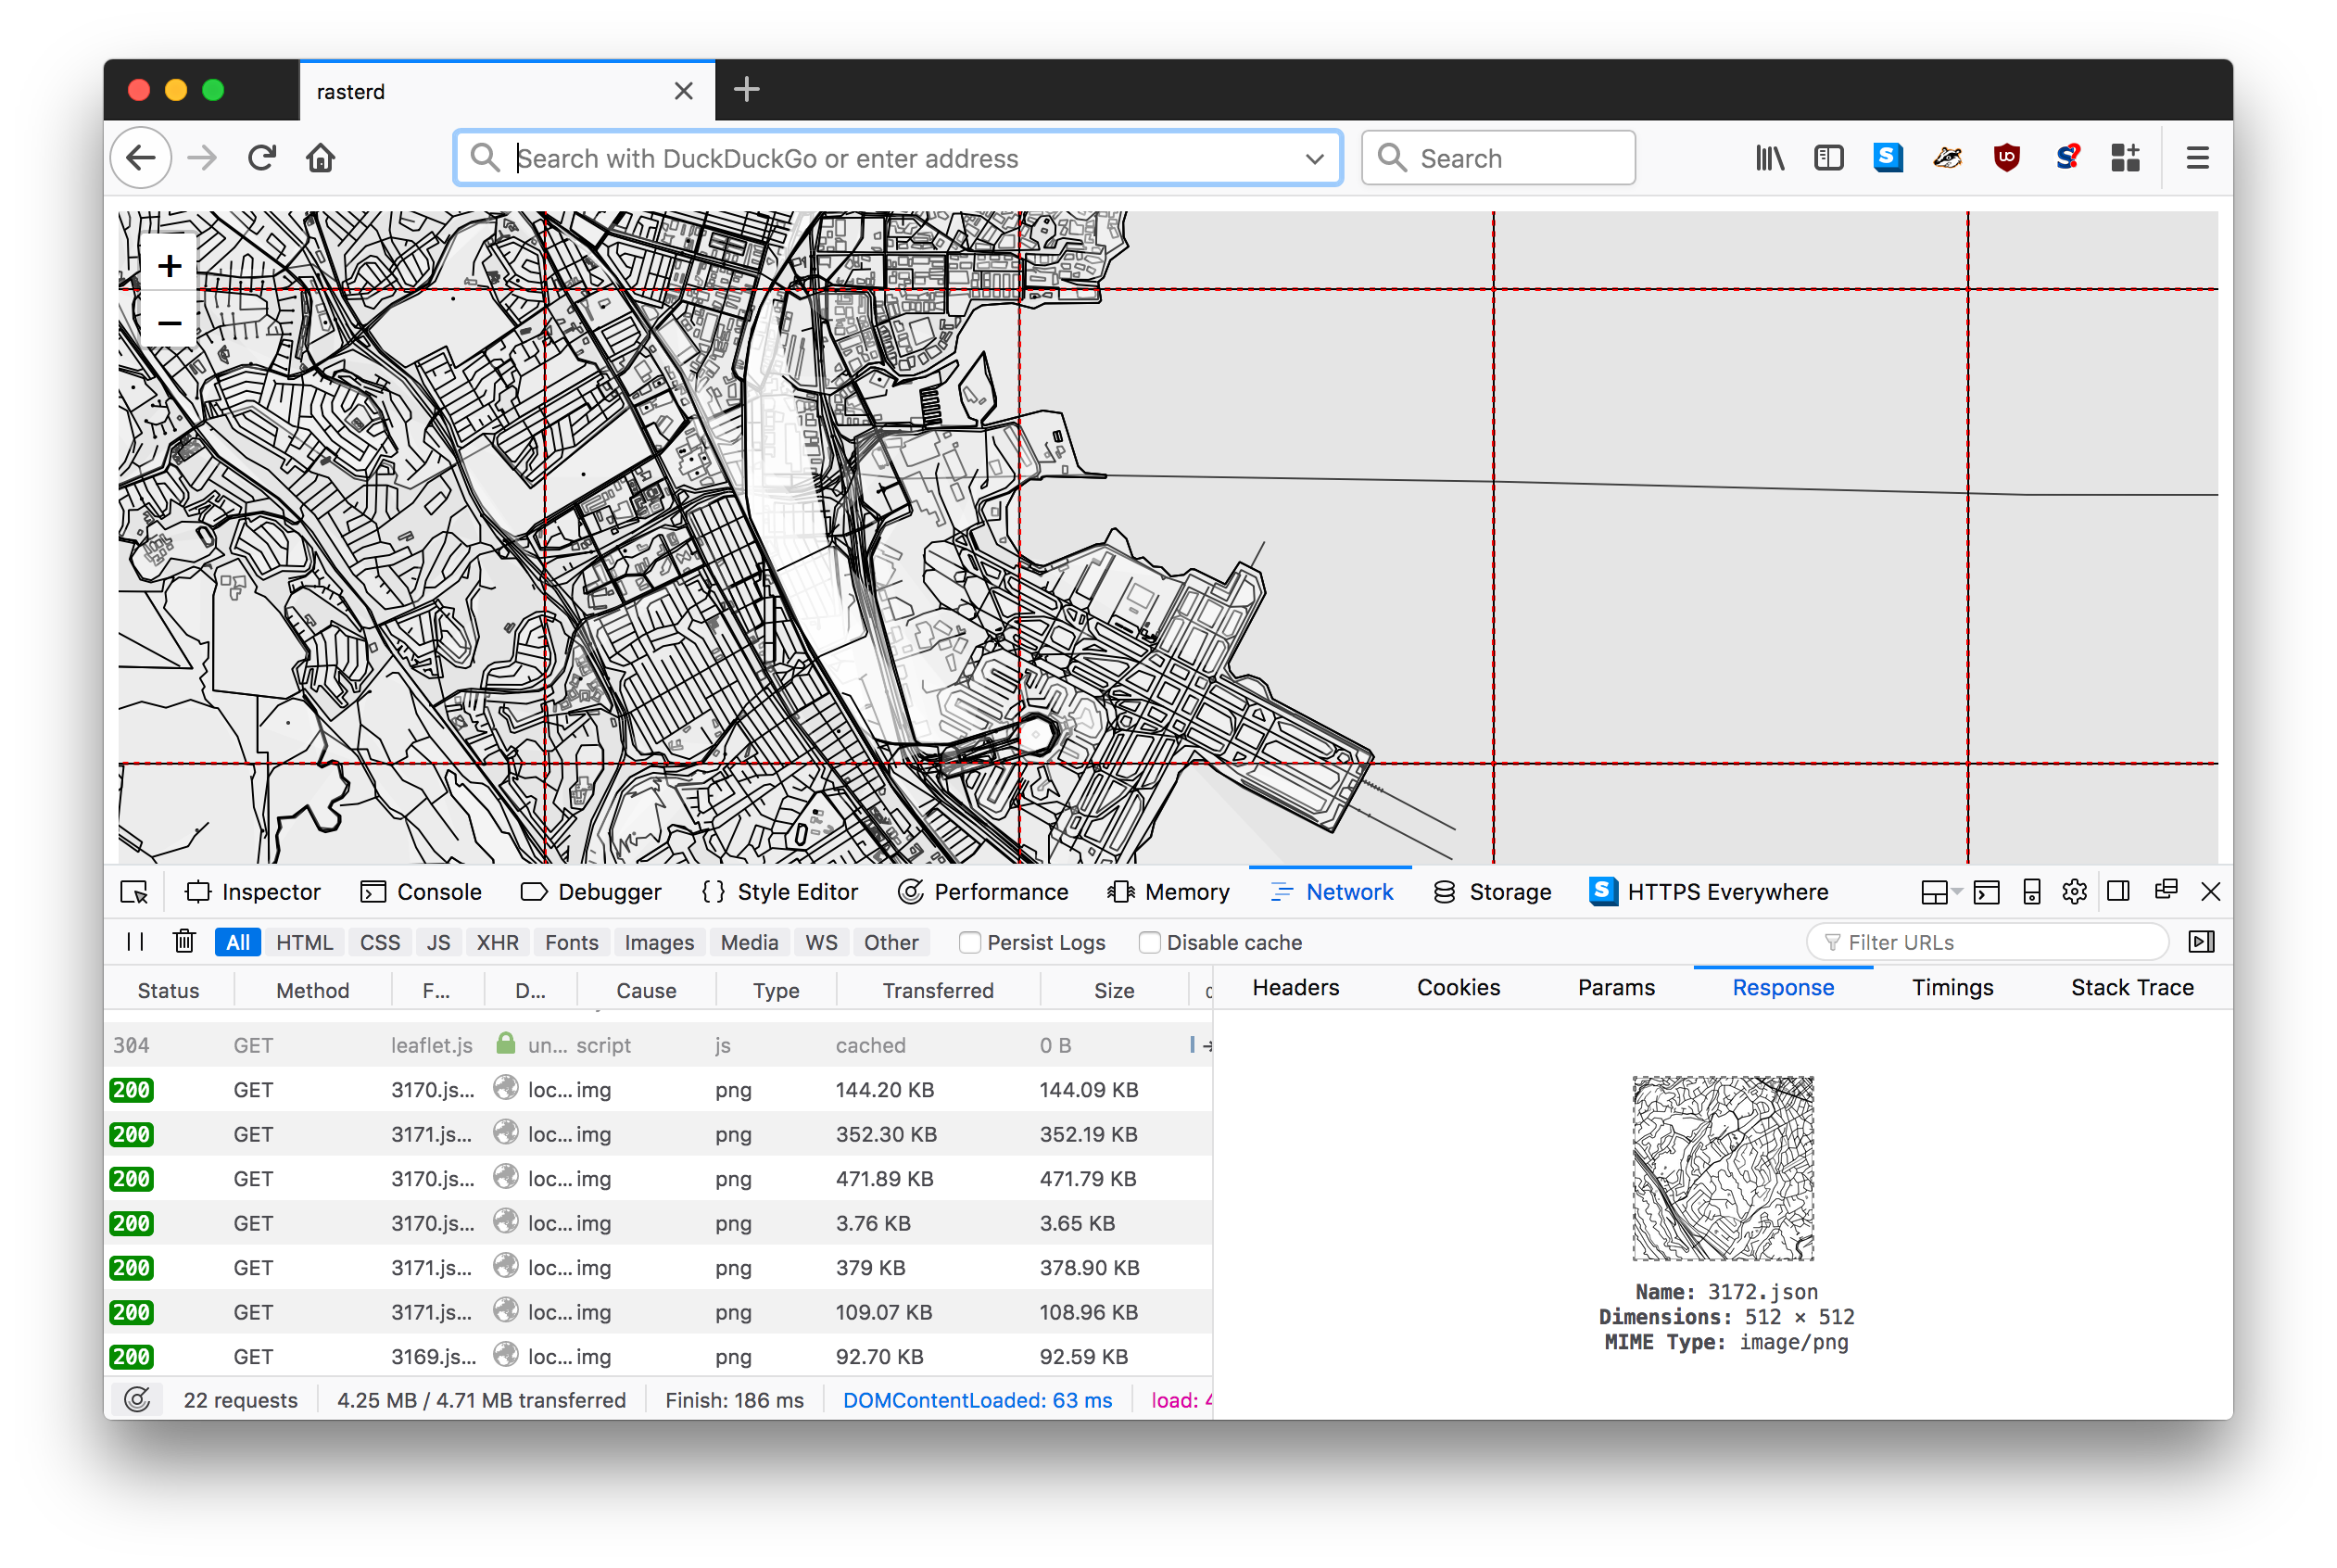 rasterd
Search with DuckDuckGo or enter address
Search
+
−
Inspector Console Debugger Style Editor Performance Memory Network Storage HTTPS Everywhere
All HTML CSS JS XHR Fonts Images Media WS Other Persist Logs Disable cache Filter URLs
Status Method F... D... Cause Type Transferred Size
Headers Cookies Params Response Timings Stack Trace
304 GET leaflet.js un... script js cached 0 B
200 GET 3170.js... loc... img png 144.20 KB 144.09 KB
200 GET 3171.js... loc... img png 352.30 KB 352.19 KB
200 GET 3170.js... loc... img png 471.89 KB 471.79 KB
200 GET 3170.js... loc... img png 3.76 KB 3.65 KB
200 GET 3171.js... loc... img png 379 KB 378.90 KB
200 GET 3171.js... loc... img png 109.07 KB 108.96 KB
200 GET 3169.js... loc... img png 92.70 KB 92.59 KB
Name: 3172.json
Dimensions: 512 × 512
MIME Type: image/png
22 requests 4.25 MB / 4.71 MB transferred Finish: 186 ms DOMContentLoaded: 63 ms load: